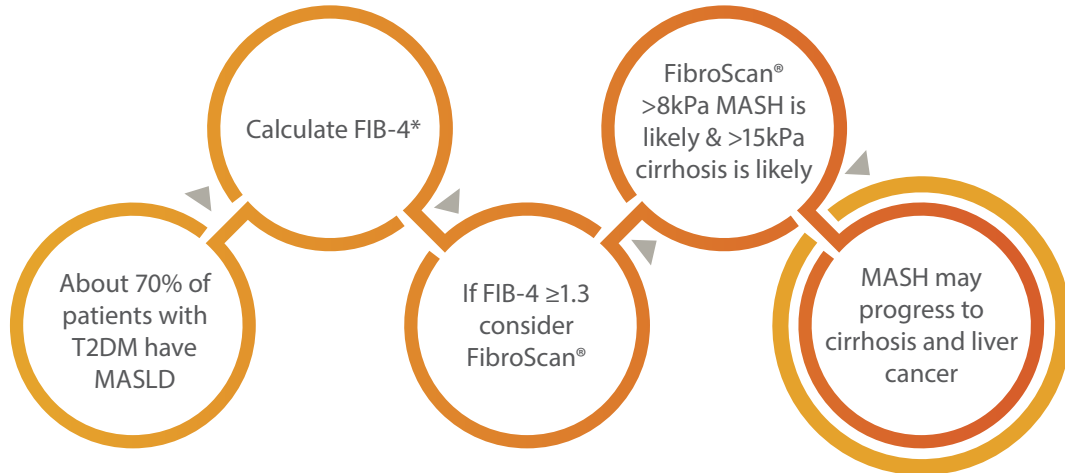 About 70% of
patients with
T2DM have
MASLD
Calculate FIB-4*
If FIB-4 ≥1.3
consider
FibroScan®
FibroScan®
>8kPa MASH is
likely & >15kPa
cirrhosis is likely
MASH may
progress to
cirrhosis and liver
cancer